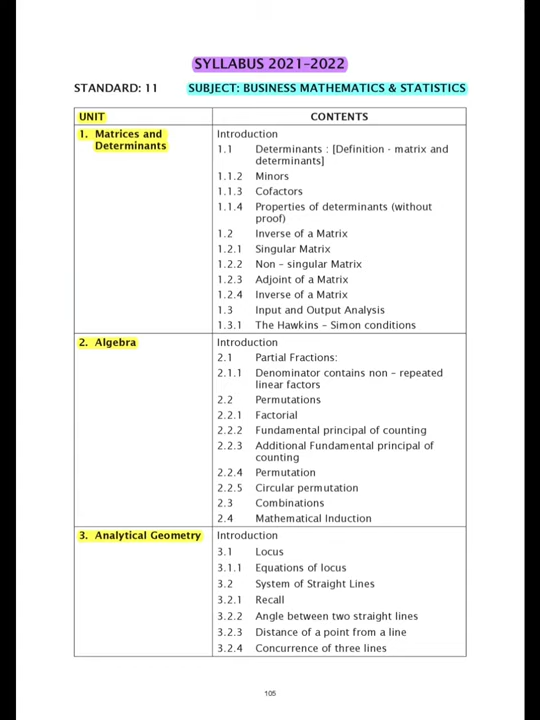 SYLLABUS 2021-2022
STANDARD: 11 SUBJECT: BUSINESS MATHEMATICS & STATISTICS
UNIT CONTENTS
1. Matrices and Determinants
Introduction
1.1 Determinants : [Definition - matrix and
determinants]
1.1.2 Minors
1.1.3 Cofactors
1.1.4 Properties of determinants (without
proof)
1.2 Inverse of a Matrix
1.2.1 Singular Matrix
1.2.2 Non – singular Matrix
1.2.3 Adjoint of a Matrix
1.2.4 Inverse of a Matrix
1.3 Input and Output Analysis
1.3.1 The Hawkins – Simon conditions
2. Algebra
Introduction
2.1 Partial Fractions:
2.1.1 Denominator contains non – repeated
linear factors
2.2 Permutations
2.2.1 Factorial
2.2.2 Fundamental principal of counting
2.2.3 Additional Fundamental principal of
counting
2.2.4 Permutation
2.2.5 Circular permutation
2.3 Combinations
2.4 Mathematical Induction
3. Analytical Geometry
Introduction
3.1 Locus
3.1.1 Equations of locus
3.2 System of Straight Lines
3.2.1 Recall
3.2.2 Angle between two straight lines
3.2.3 Distance of a point from a line
3.2.4 Concurrence of three lines
105